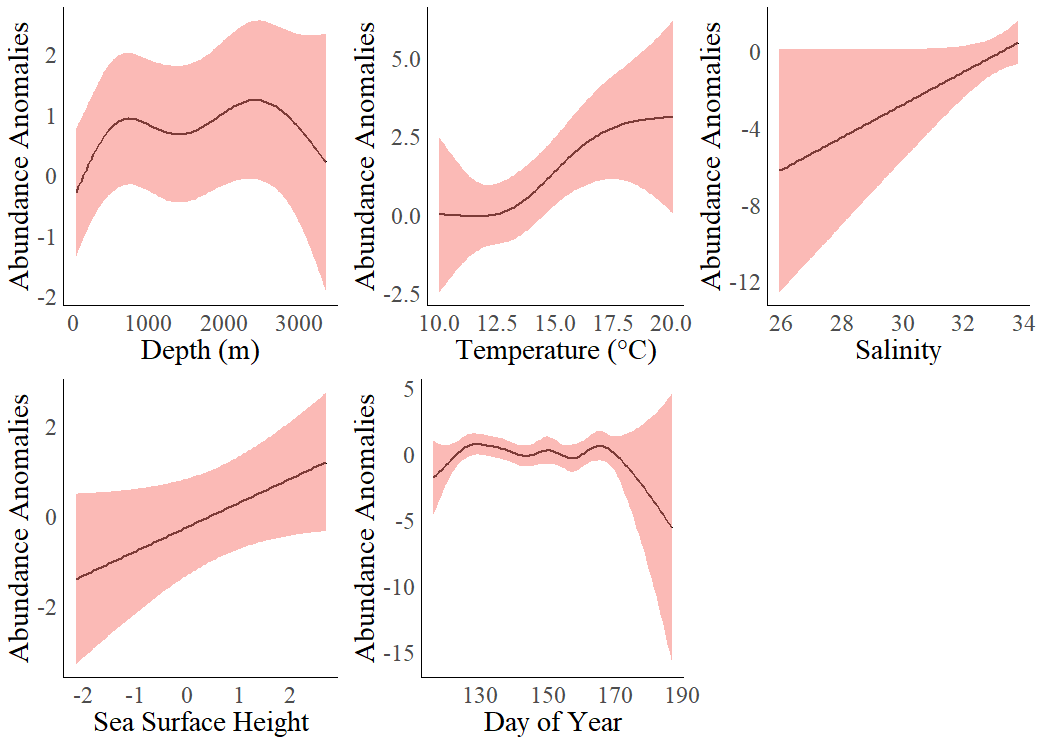 Abundance Anomalies
2
1
0
-1
-2
0 1000 2000 3000
Depth (m)
Abundance Anomalies
5.0
2.5
0.0
-2.5
10.0 12.5 15.0 17.5 20.0
Temperature (°C)
Abundance Anomalies
0
-4
-8
-12
26 28 30 32 34
Salinity
Abundance Anomalies
2
0
-2
-2 -1 0 1 2
Sea Surface Height
Abundance Anomalies
5
0
-5
-10
-15
130 150 170 190
Day of Year